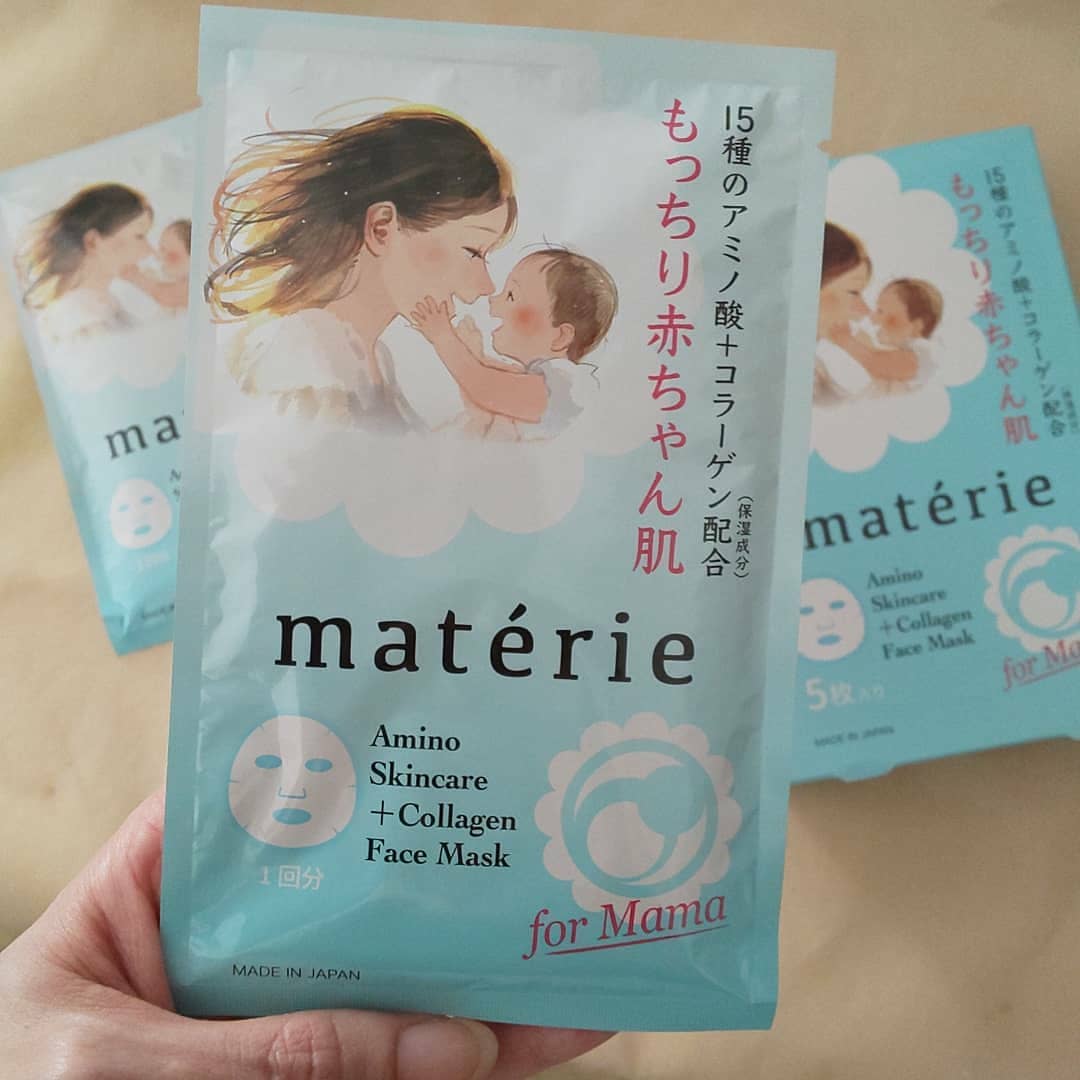 15種のアミノ酸+コラーゲン配合
(保湿成分)
もっちり赤ちゃん肌
matérie
Amino
Skincare
+Collagen
Face Mask
1回分
for Mama
MADE IN JAPAN
ma
15種のアミノ酸+コラーゲン配合
もっちり赤ちゃん肌
matérie
Amino
Skincare
+Collagen
Face Mask
5枚入り
for Ma
MADE IN JAPAN